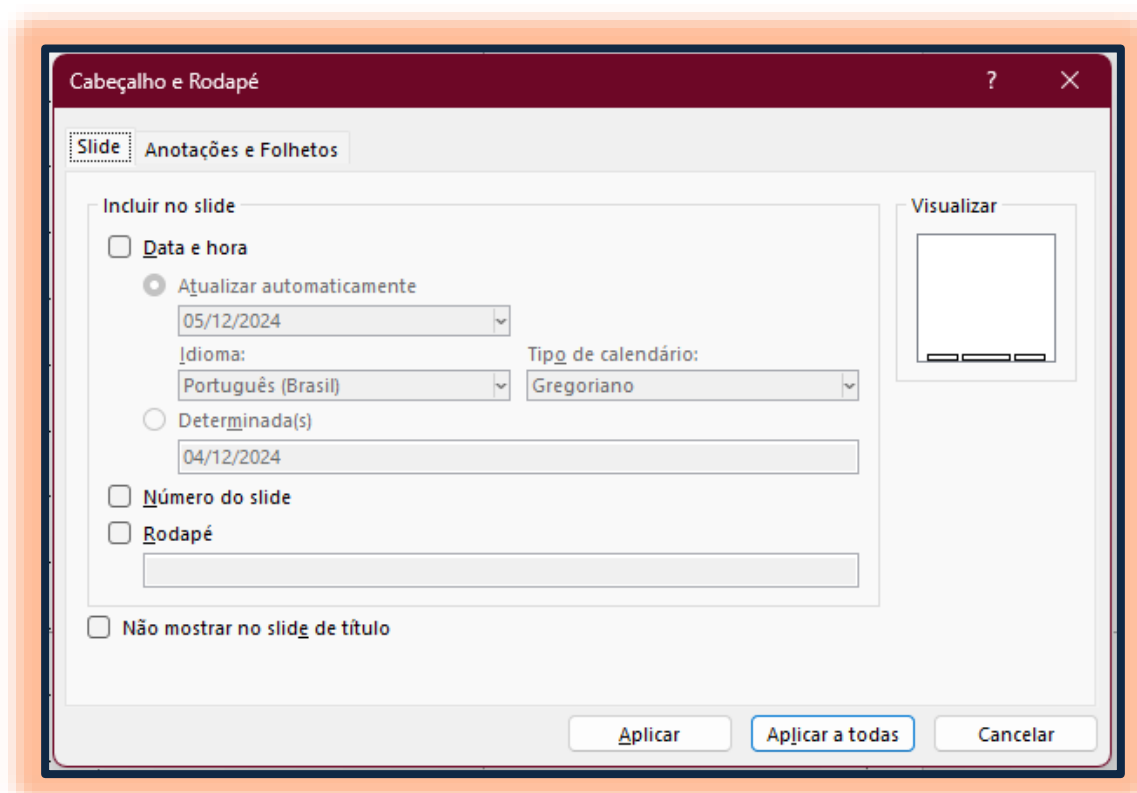 Cabeçalho e Rodapé ?
Slide Anotações e Folhetos
Incluir no slide
Visualizar
Data e hora
Atualizar automaticamente
05/12/2024
Idioma: Tipo de calendário:
Português (Brasil) Gregoriano
Determinada(s)
04/12/2024
Número do slide
Rodapé
Não mostrar no slide de título
Aplicar Aplicar a todas Cancelar